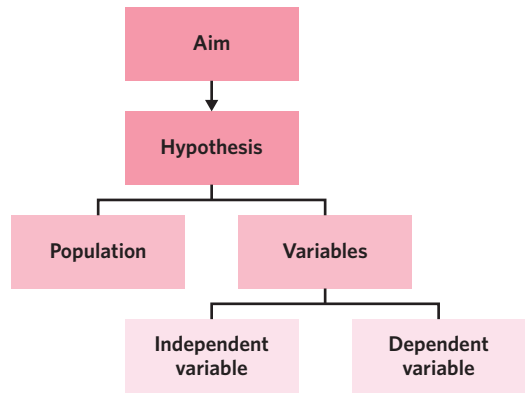 Aim
Hypothesis
Population
Variables
Independent
variable
Dependent
variable